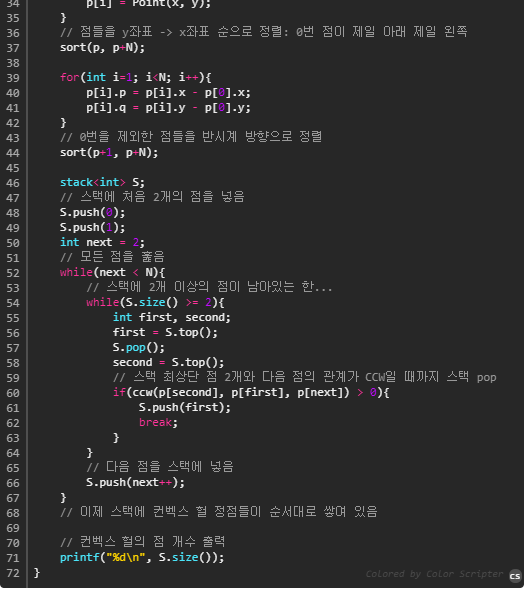 34         p[i] = Point(x, y);
35     }
36     // 점들을 y좌표 -> x좌표 순으로 정렬: 0번 점이 제일 아래 제일 왼쪽
37     sort(p, p+N);
38
39     for(int i=1; i<N; i++){
40         p[i].p = p[i].x - p[0].x;
41         p[i].q = p[i].y - p[0].y;
42     }
43     // 0번을 제외한 점들을 반시계 방향으로 정렬
44     sort(p+1, p+N);
45
46     stack<int> S;
47     // 스택에 처음 2개의 점을 넣음
48     S.push(0);
49     S.push(1);
50     int next = 2;
51     // 모든 점을 훑음
52     while(next < N){
53         // 스택에 2개 이상의 점이 남아있는 한...
54         while(S.size() >= 2){
55             int first, second;
56             first = S.top();
57             S.pop();
58             second = S.top();
59             // 스택 최상단 점 2개와 다음 점의 관계가 CCW일 때까지 스택 pop
60             if(ccw(p[second], p[first], p[next]) > 0){
61                 S.push(first);
62                 break;
63             }
64         }
65         // 다음 점을 스택에 넣음
66         S.push(next++);
67     }
68     // 이제 스택에 컨벡스 헐 정점들이 순서대로 쌓여 있음
69
70     // 컨벡스 헐의 점 개수 출력
71     printf("%d\n", S.size());
72 }
Colored by Color Scripter cs